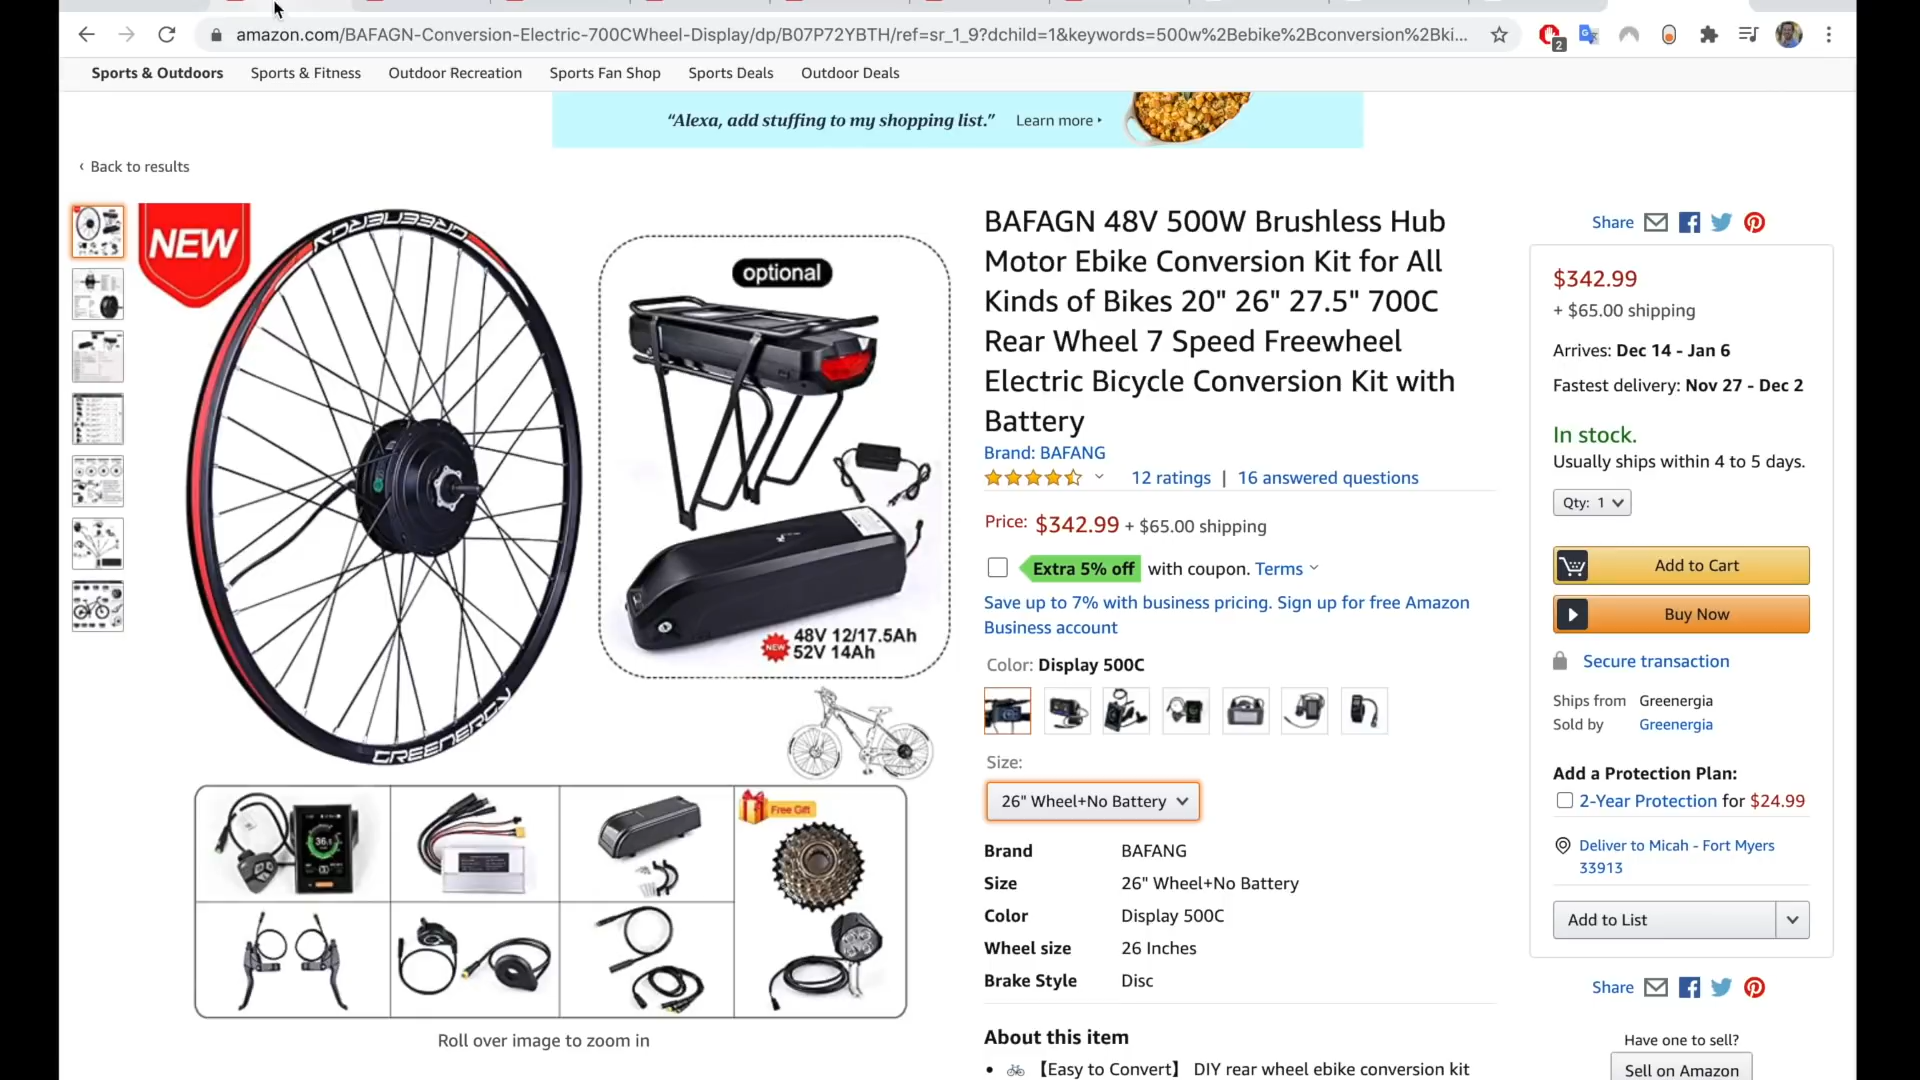 amazon.com/BAFAGN-Conversion-Electric-700CWheel-Display/dp/B07P72YBTH/ref=sr_1_9?dchild=1&keywords=500w%2Bebike%2Bconversion%2Bki...
2
Sports & Outdoors Sports & Fitness Outdoor Recreation Sports Fan Shop Sports Deals Outdoor Deals
“Alexa, add stuffing to my shopping list.” Learn more ▸
‹ Back to results
NEW
GREENERGY
optional
NEW
48V 12/17.5Ah
52V 14Ah
GREENERGY
36.1
Free Gift
Roll over image to zoom in
BAFAGN 48V 500W Brushless Hub
Motor Ebike Conversion Kit for All
Kinds of Bikes 20" 26" 27.5" 700C
Rear Wheel 7 Speed Freewheel
Electric Bicycle Conversion Kit with
Battery
Brand: BAFANG
12 ratings | 16 answered questions
Price: $342.99 + $65.00 shipping
Extra 5% off with coupon. Terms
Save up to 7% with business pricing. Sign up for free Amazon
Business account
Color: Display 500C
Size:
26" Wheel+No Battery
Brand BAFANG
Size 26" Wheel+No Battery
Color Display 500C
Wheel size 26 Inches
Brake Style Disc
About this item
• 【Easy to Convert】 DIY rear wheel ebike conversion kit
Share
$342.99
+ $65.00 shipping
Arrives: Dec 14 - Jan 6
Fastest delivery: Nov 27 - Dec 2
In stock.
Usually ships within 4 to 5 days.
Qty: 1
Add to Cart
Buy Now
Secure transaction
Ships from Greenergia
Sold by Greenergia
Add a Protection Plan:
2-Year Protection for $24.99
Deliver to Micah - Fort Myers
33913
Add to List
Share
Have one to sell?
Sell on Amazon